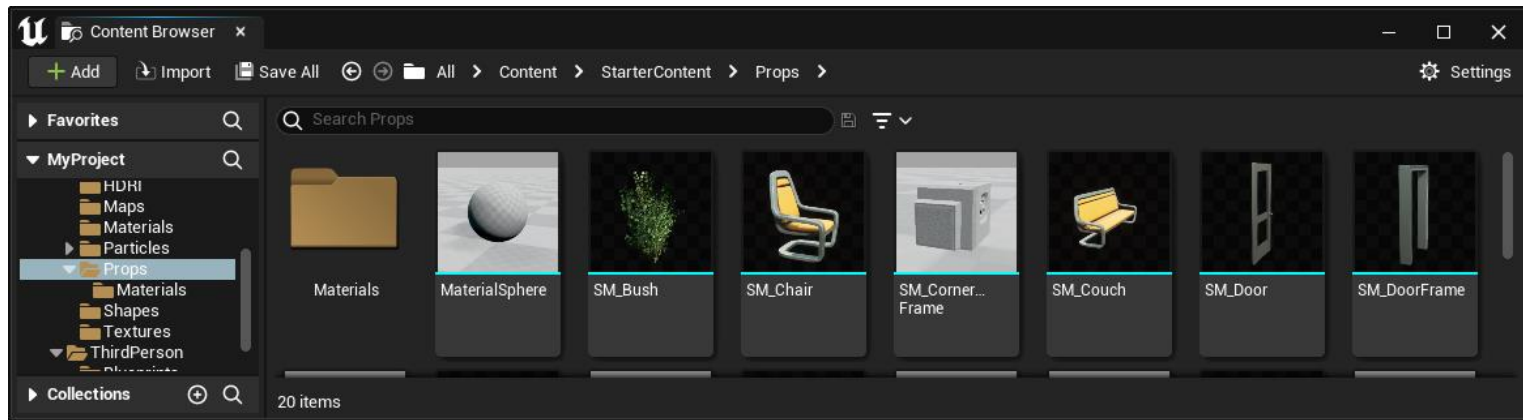 Content Browser
Add Import Save All All Content StarterContent Props Settings
Favorites
Search Props
MyProject
HDRI
Maps
Materials
Particles
Props
Materials
Shapes
Textures
ThirdPerson
Materials
MaterialSphere
SM_Bush
SM_Chair
SM_Corner...
Frame
SM_Couch
SM_Door
SM_DoorFrame
Collections
20 items